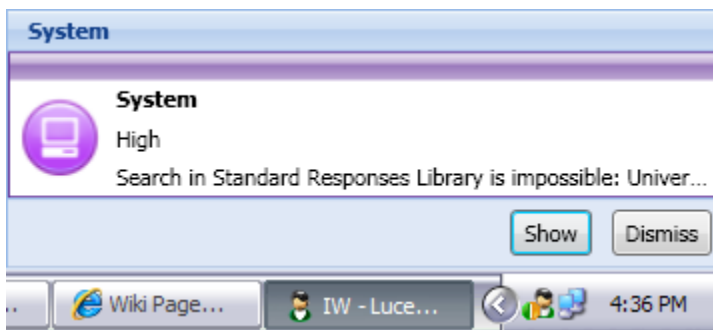 System
System
High
Search in Standard Responses Library is impossible: Univer...
Show Dismiss
.. Wiki Page... IW - Luce... 4:36 PM